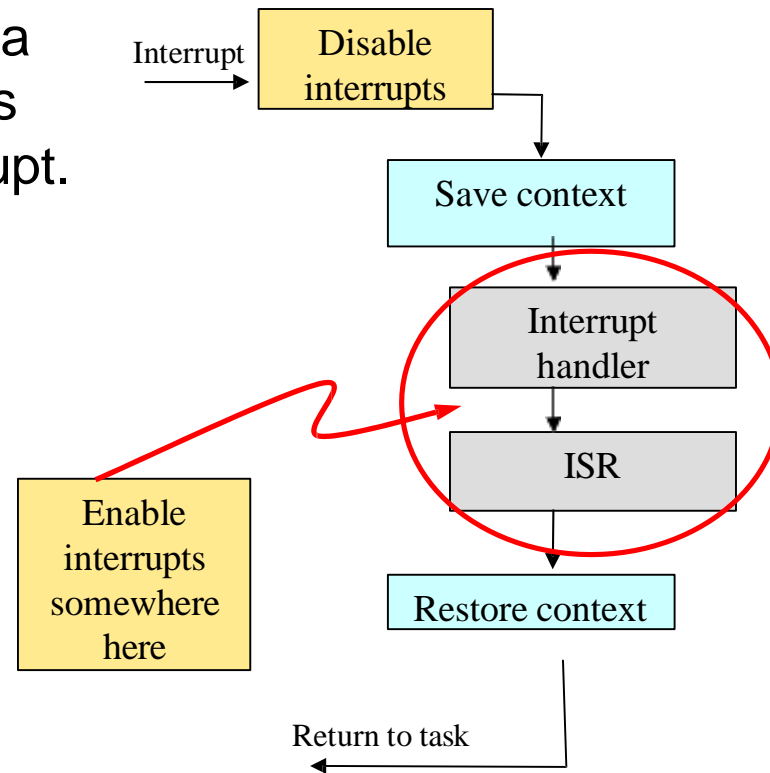 a
s
upt.
Interrupt
Disable
interrupts
Save context
Interrupt
handler
ISR
Enable
interrupts
somewhere
here
Restore context
Return to task